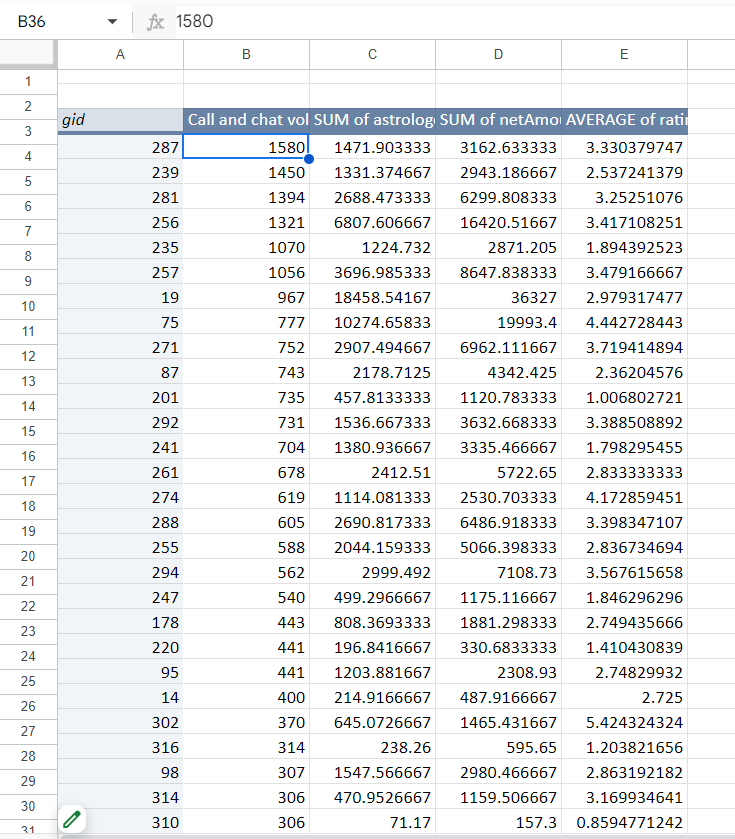 B36 fx 1580
A B C D E
1
2
3 gid Call and chat vol SUM of astrolog SUM of netAmo AVERAGE of rati
4 287 1580 1471.903333 3162.633333 3.330379747
5 239 1450 1331.374667 2943.186667 2.537241379
6 281 1394 2688.473333 6299.808333 3.25251076
7 256 1321 6807.606667 16420.51667 3.417108251
8 235 1070 1224.732 2871.205 1.894392523
9 257 1056 3696.985333 8647.838333 3.479166667
10 19 967 18458.54167 36327 2.979317477
11 75 777 10274.65833 19993.4 4.442728443
12 271 752 2907.494667 6962.111667 3.719414894
13 87 743 2178.7125 4342.425 2.36204576
14 201 735 457.8133333 1120.783333 1.006802721
15 292 731 1536.667333 3632.668333 3.388508892
16 241 704 1380.936667 3335.466667 1.798295455
17 261 678 2412.51 5722.65 2.833333333
18 274 619 1114.081333 2530.703333 4.172859451
19 288 605 2690.817333 6486.918333 3.398347107
20 255 588 2044.159333 5066.398333 2.836734694
21 294 562 2999.492 7108.73 3.567615658
22 247 540 499.2966667 1175.116667 1.846296296
23 178 443 808.3693333 1881.298333 2.749435666
24 220 441 196.8416667 330.6833333 1.410430839
25 95 441 1203.881667 2308.93 2.74829932
26 14 400 214.9166667 487.9166667 2.725
27 302 370 645.0726667 1465.431667 5.424324324
28 316 314 238.26 595.65 1.203821656
29 98 307 1547.566667 2980.466667 2.863192182
30 314 306 470.9526667 1159.506667 3.169934641
31 310 306 71.17 157.3 0.8594771242